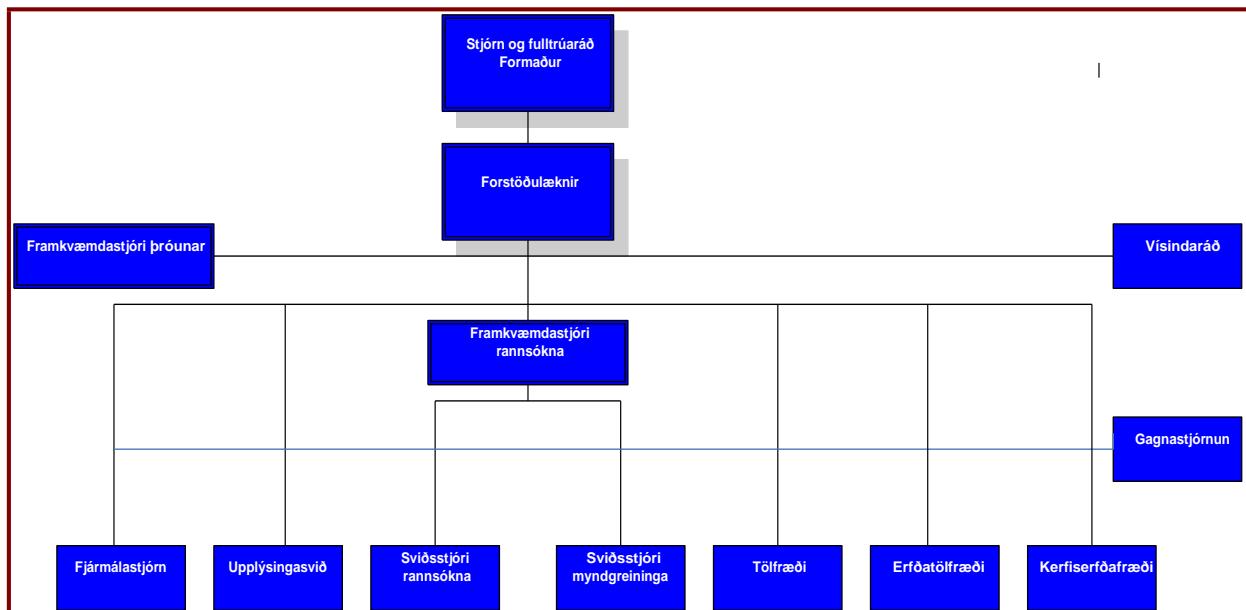 Stjórn og fulltrúaráð
Formaður
Forstöðulæknir
Framkvæmdastjóri þróunar
Vísindaráð
Framkvæmdastjóri
rannsókna
Gagnastjórnun
Fjármálastjórn
Upplýsingasvið
Sviðsstjóri
rannsókna
Sviðsstjóri
myndgreininga
Tölfræði
Erfðatölfræði
Kerfiserfðafræði